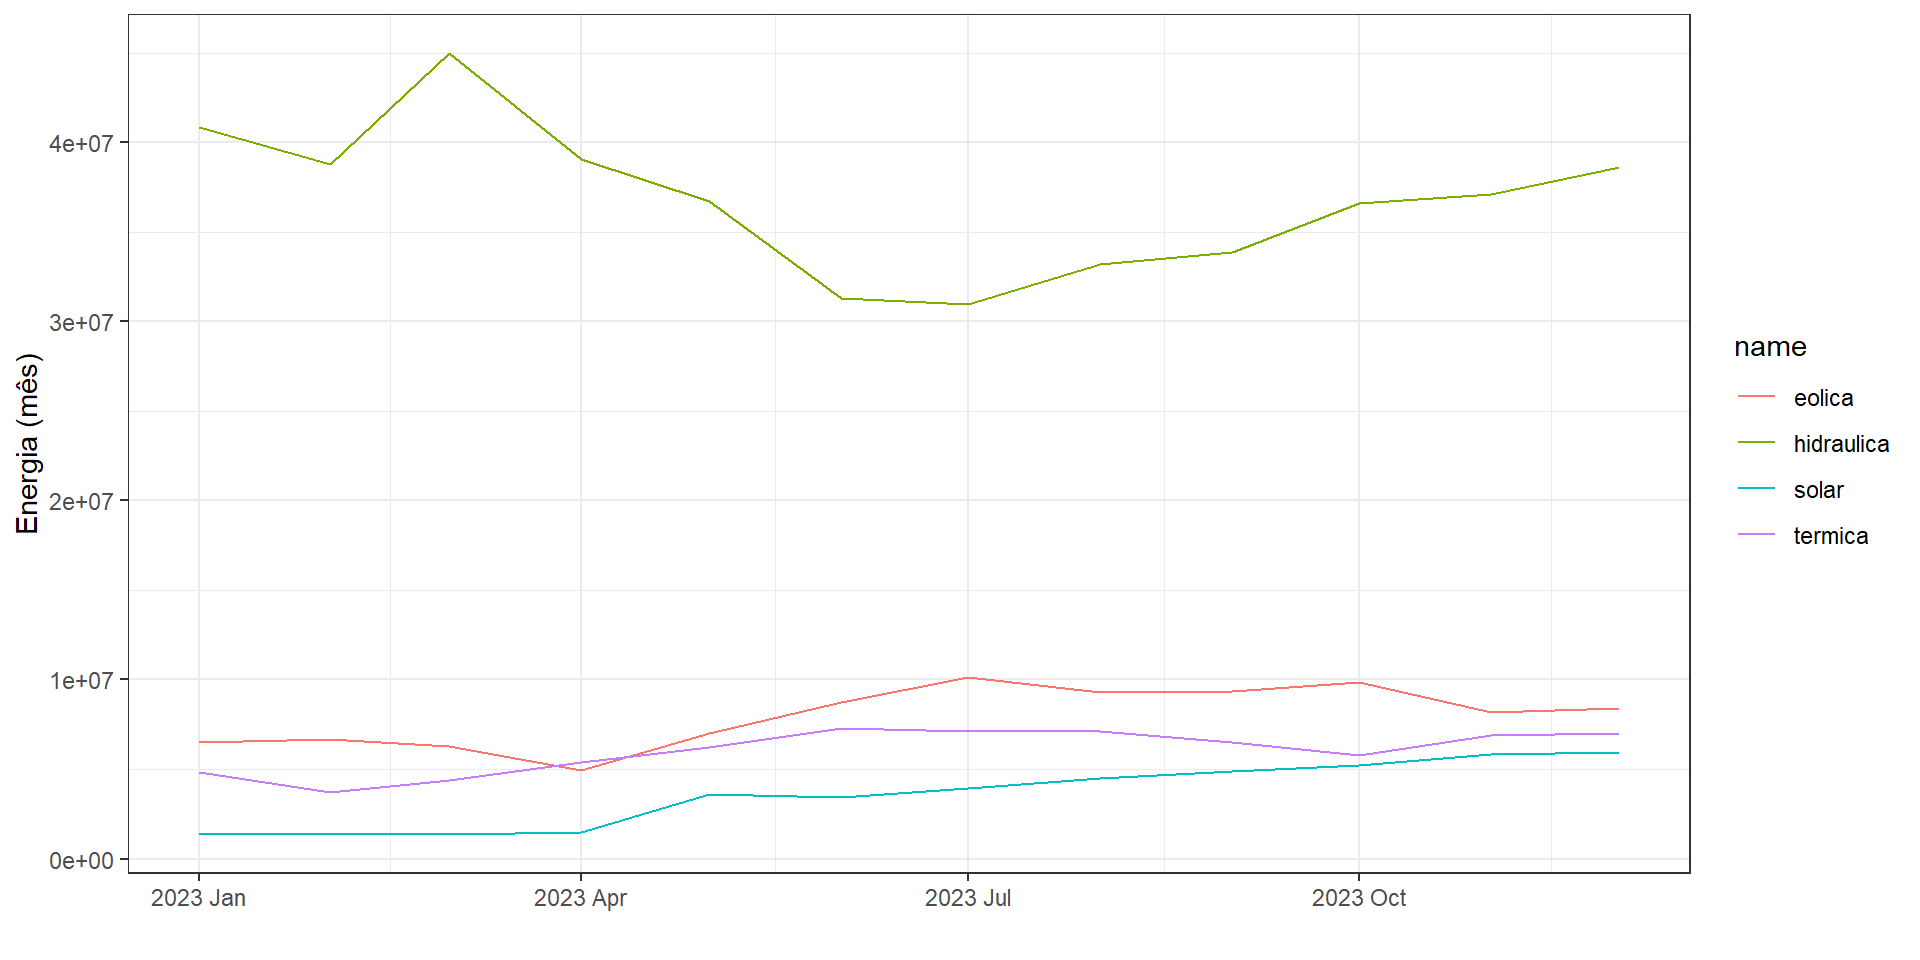 Energia (mês)
4e+07
3e+07
2e+07
1e+07
0e+00
2023 Jan
2023 Apr
2023 Jul
2023 Oct
name
eolica
hidraulica
solar
termica